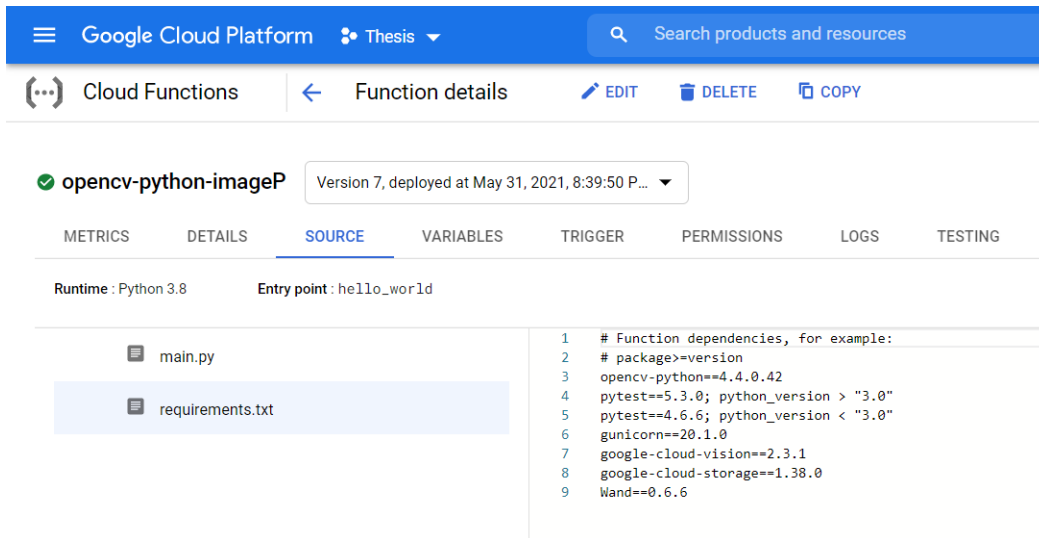 Google Cloud Platform Thesis Search products and resources
Cloud Functions Function details EDIT DELETE COPY
opencv-python-imageP Version 7, deployed at May 31, 2021, 8:39:50 P...
METRICS DETAILS SOURCE VARIABLES TRIGGER PERMISSIONS LOGS TESTING
Runtime : Python 3.8 Entry point : hello_world
main.py
requirements.txt
1 # Function dependencies, for example:
2 # package>=version
3 opencv-python==4.4.0.42
4 pytest==5.3.0; python_version > "3.0"
5 pytest==4.6.6; python_version < "3.0"
6 gunicorn==20.1.0
7 google-cloud-vision==2.3.1
8 google-cloud-storage==1.38.0
9 Wand==0.6.6